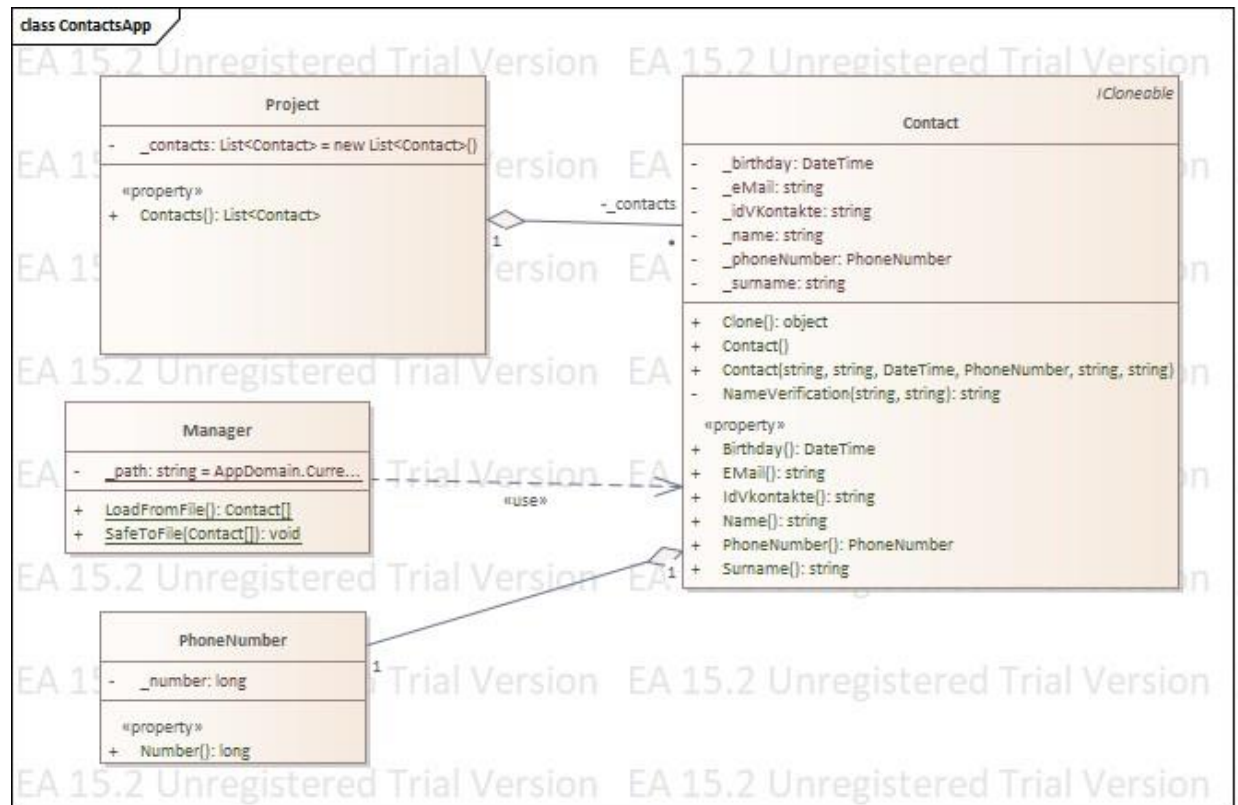 class ContactsApp
Project
- _contacts: List<Contact> = new List<Contact>()
«property»
+ Contacts(): List<Contact>
1
-_contacts
*
ICloneable
Contact
- _birthday: DateTime
- _eMail: string
- _idVKontakte: string
- _name: string
- _phoneNumber: PhoneNumber
- _surname: string
+ Clone(): object
+ Contact()
+ Contact(string, string, DateTime, PhoneNumber, string, string)
- NameVerification(string, string): string
«property»
+ Birthday(): DateTime
+ EMail(): string
+ IdVkontakte(): string
+ Name(): string
+ PhoneNumber(): PhoneNumber
+ Surname(): string
Manager
- _path: string = AppDomain.Curre...
+ LoadFromFile(): Contact[]
+ SafeToFile(Contact[]): void
«use»
1
PhoneNumber
- _number: long
«property»
+ Number(): long
1
EA 15.2 Unregistered Trial Version EA 15.2 Unregistered Trial Version
EA 15.2 Unregistered Trial Version EA 15.2 Unregistered Trial Version